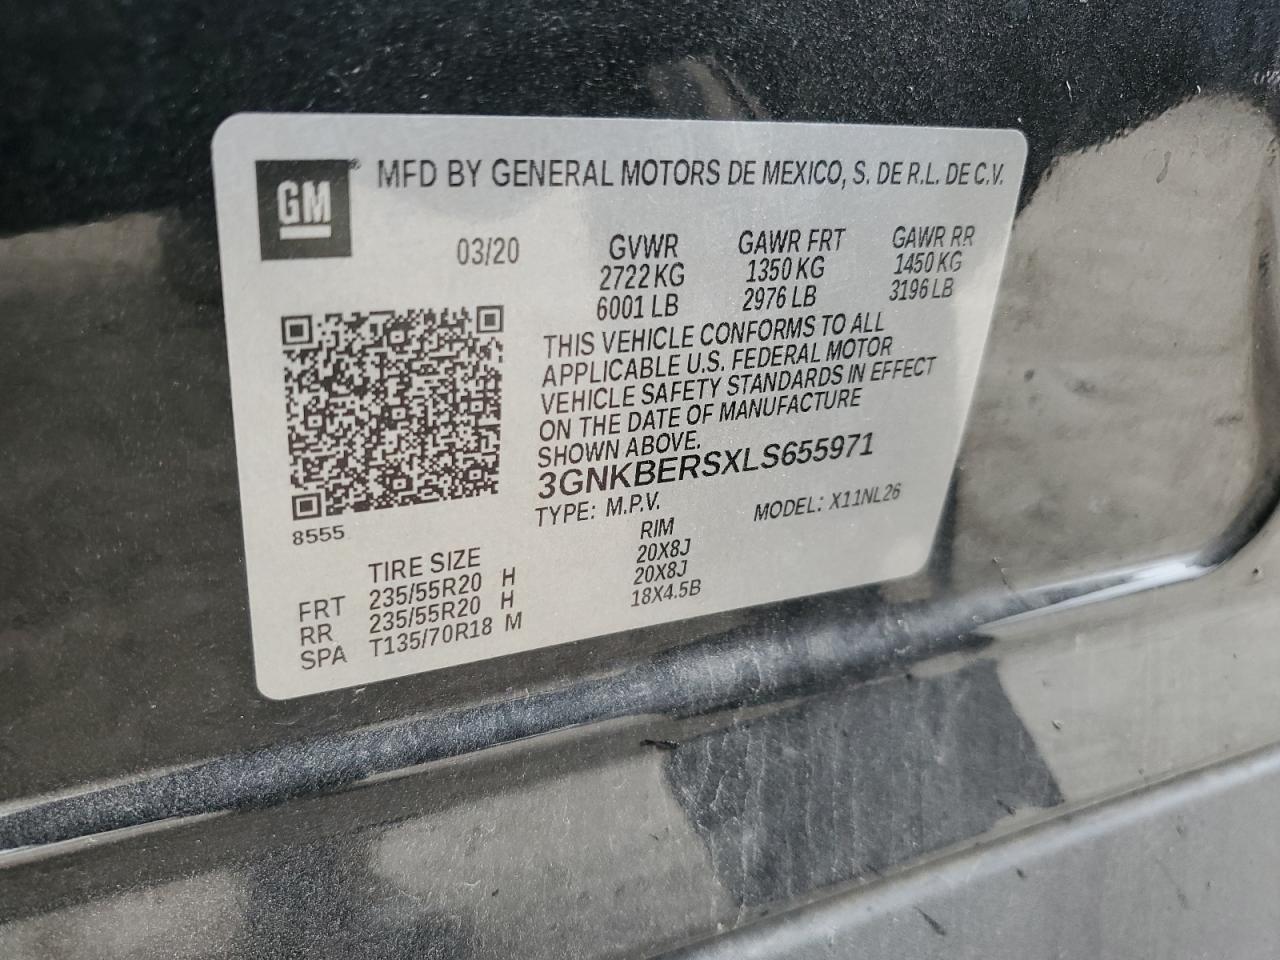 GM ® MFD BY GENERAL MOTORS DE MEXICO, S. DE R.L. DE C.V.
03/20 GVWR GAWR FRT GAWR RR
2722 KG 1350 KG 1450 KG
6001 LB 2976 LB 3196 LB
THIS VEHICLE CONFORMS TO ALL
APPLICABLE U.S. FEDERAL MOTOR
VEHICLE SAFETY STANDARDS IN EFFECT
ON THE DATE OF MANUFACTURE
SHOWN ABOVE.
3GNKBERSXLS655971
TYPE: M.P.V. MODEL: X11NL26
8555
TIRE SIZE RIM
FRT 235/55R20 H 20X8J
RR 235/55R20 H 20X8J
SPA T135/70R18 M 18X4.5B